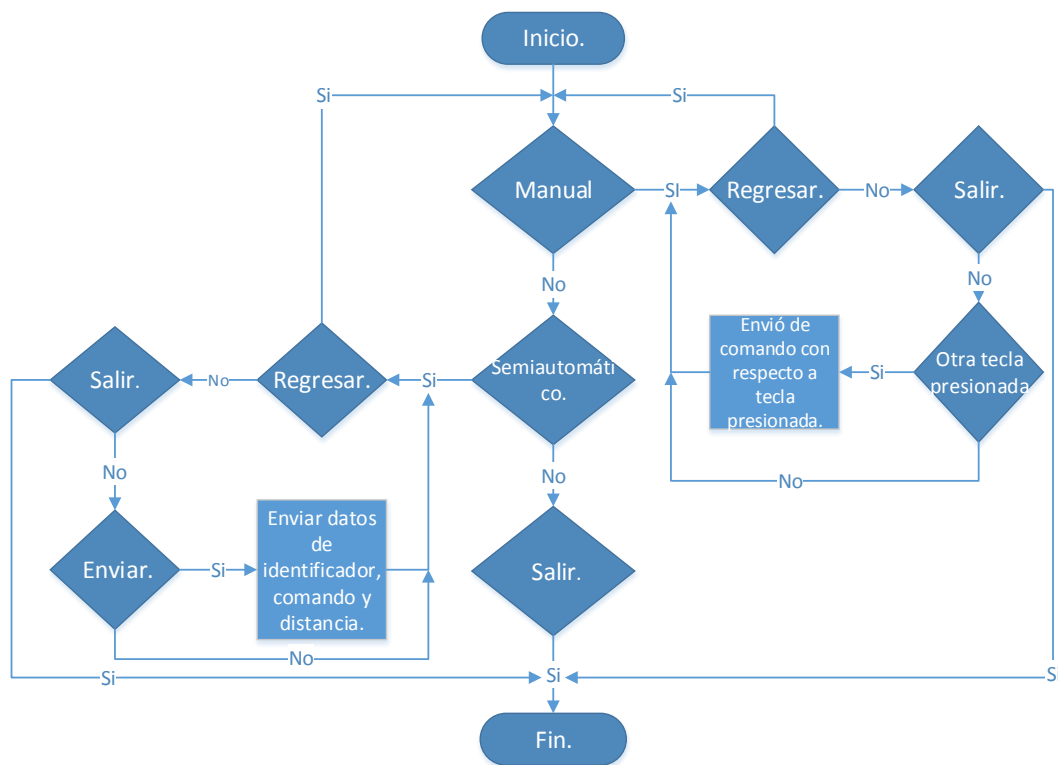 Inicio.
Si
Si
Manual
SI
Regresar.
No
Salir.
No
No
Semiautomáti
co.
Si
Regresar.
No
Salir.
Envió de
comando con
respecto a
tecla
presionada.
Si
Otra tecla
presionada
No
No
No
Enviar.
Si
Enviar datos
de
identificador,
comando y
distancia.
Salir.
No
Si
Si
Si
Fin.